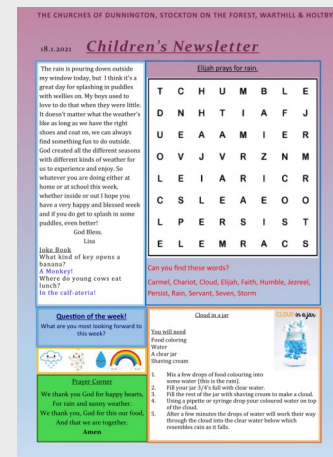 THE CHURCHES OF DUNNINGTON, STOCKTON ON THE FOREST, WARTHILL & HOLTBY
18.1.2021 Children's Newsletter
The rain is pouring down outside
my window today, but I think it's a
great day for splashing in puddles
with wellies on. My boys used to
love to do that when they were little.
It doesn't matter what the weather's
like as long as we have the right
shoes and coat on, we can always
find something fun to do outside.
God created all the different seasons
with different kinds of weather for
us to experience and enjoy. So
whatever you are doing either at
home or at school this week,
whether inside or out I hope you
have a very happy and blessed week
and if you do get to splash in some
puddles, even better!
God Bless.
Lisa
Joke Book
What kind of key opens a
banana?
A Monkey!
Where do young cows eat
lunch?
In the calf-ateria!
Elijah prays for rain.
T C H U M B L E
D N H T I A F J
U E A A M I E R
O V J V R Z N M
L E I A R I C R
C S L E A E O O
L P E R S I S T
E L E M R A C S
Can you find these words?
Carmel, Chariot, Cloud, Elijah, Faith, Humble, Jezreel,
Persist, Rain, Servant, Seven, Storm
Question of the week!
What are you most looking forward to
this week?
Prayer Corner
We thank you God for happy hearts,
For rain and sunny weather.
We thank you, God for this our food,
And that we are together.
Amen
Cloud in a jar
CLOUD in a jar
You will need
Food coloring
Water
A clear jar
Shaving cream
1. Mix a few drops of food colouring into
some water (this is the rain).
2. Fill your jar 3/4's full with clear water.
3. Fill the rest of the jar with shaving cream to make a cloud.
4. Using a pipette or syringe drop your coloured water on top
of the cloud.
5. After a few minutes the drops of water will work their way
through the cloud into the clear water below which
resembles rain as it falls.